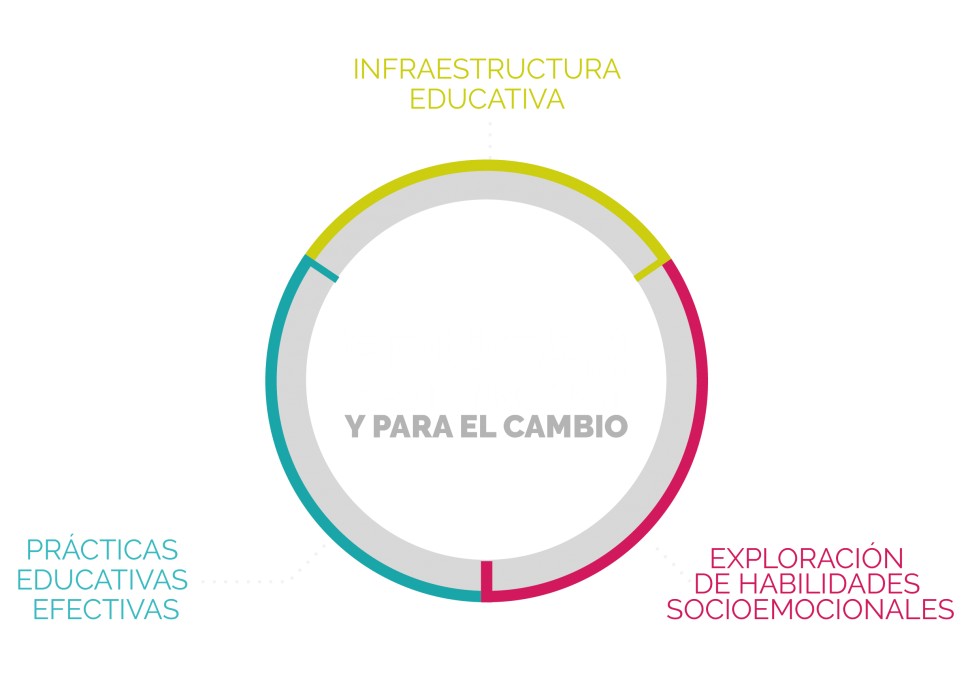 INFRAESTRUCTURA
EDUCATIVA
Y PARA EL CAMBIO
PRÁCTICAS
EDUCATIVAS
EFECTIVAS
EXPLORACIÓN
DE HABILIDADES
SOCIOEMOCIONALES